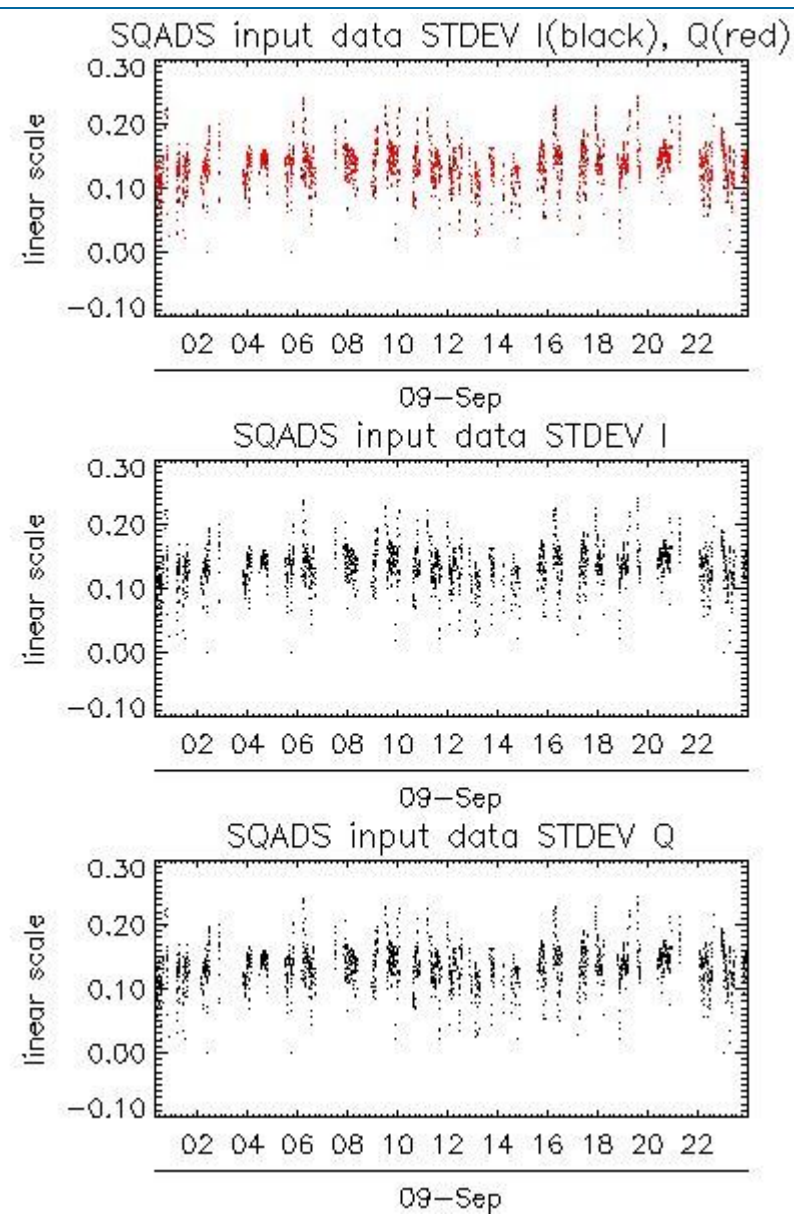 SQADS input data STDEV I(black), Q(red)
0.30
0.20
0.10
0.00
-0.10
linear scale
02 04 06 08 10 12 14 16 18 20 22
09-Sep
SQADS input data STDEV I
0.30
0.20
0.10
0.00
-0.10
linear scale
02 04 06 08 10 12 14 16 18 20 22
09-Sep
SQADS input data STDEV Q
0.30
0.20
0.10
0.00
-0.10
linear scale
02 04 06 08 10 12 14 16 18 20 22
09-Sep